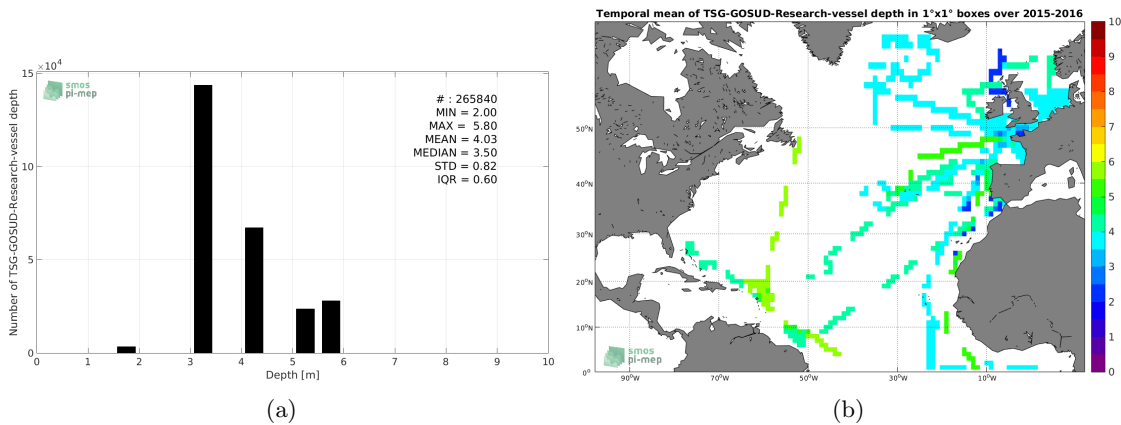 ×10⁴
15
10
5
0
0 1 2 3 4 5 6 7 8 9 10
Number of TSG-GOSUD-Research-vessel depth
Depth [m]
smos
pi-mep
# : 265840
MIN = 2.00
MAX = 5.80
MEAN = 4.03
MEDIAN = 3.50
STD = 0.82
IQR = 0.60
(a)
Temporal mean of TSG-GOSUD-Research-vessel depth in 1°x1° boxes over 2015-2016
50°N
40°N
30°N
20°N
10°N
0°
90°W 70°W 50°W 30°W 10°W
smos
pi-mep
10
9
8
7
6
5
4
3
2
1
0
(b)